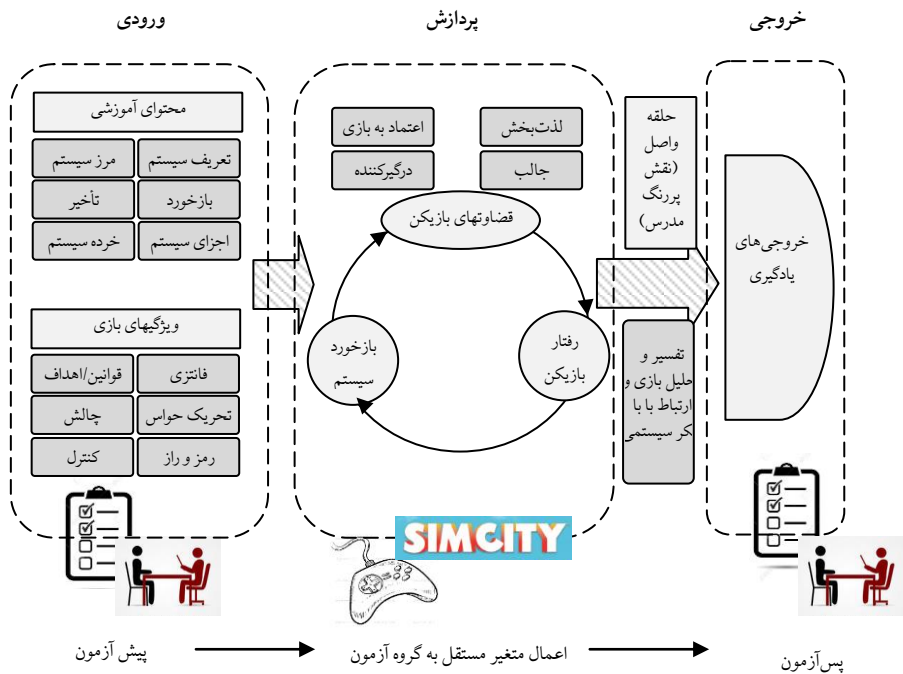 ورودی
پردازش
خروجی
محتوای آموزشی
تعریف سیستم
مرز سیستم
بازخورد
تأخیر
اجزای سیستم
خرده سیستم
ویژگیهای بازی
فانتزی
قوانین/اهداف
تحریک حواس
چالش
رمز و راز
کنترل
لذت‌بخش
اعتماد به بازی
جالب
درگیرکننده
قضاوتهای بازیکن
رفتار
بازیکن
بازخورد
سیستم
SIMCITY
حلقه
واصل
(نقش
پررنگ
مدرس)
تفسیر و
حلیل بازی و
ارتباط با با
کر سیستمی
خروجی‌های
یادگیری
پیش آزمون
اعمال متغیر مستقل به گروه آزمون
پس‌آزمون